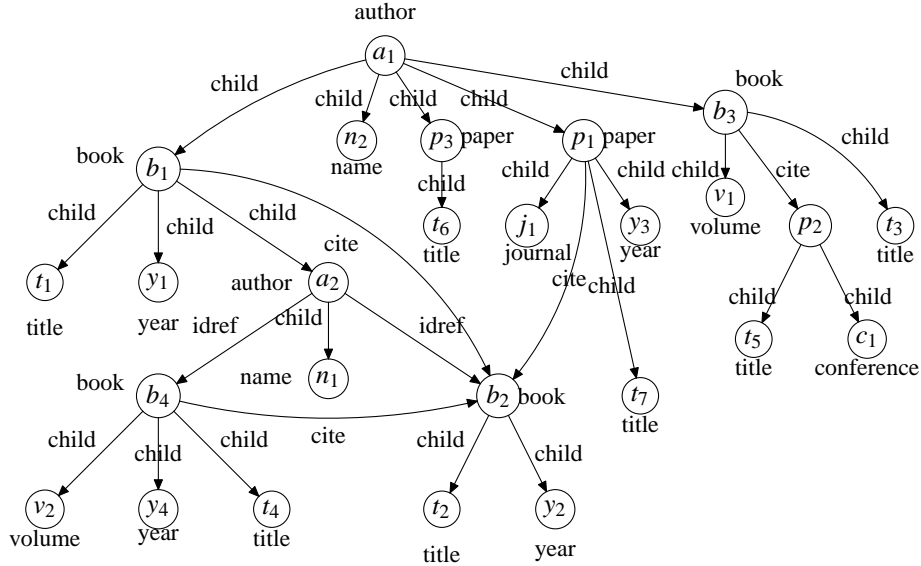 author
a1
child
book
child
child
child
child
b3
n2
p3 paper
p1 paper
book
name
child
b1
child
child
child
child
cite
v1
t6
j1
y3
volume
p2
t3
child
child
child
cite
title
journal
year
title
t1
y1
author
a2
cite
child
child
child
title
year
idref
child
idref
t5
c1
title
conference
book
name
n1
b4
b2 book
t7
cite
title
child
child
child
child
child
v2
y4
t4
t2
y2
volume
year
title
title
year